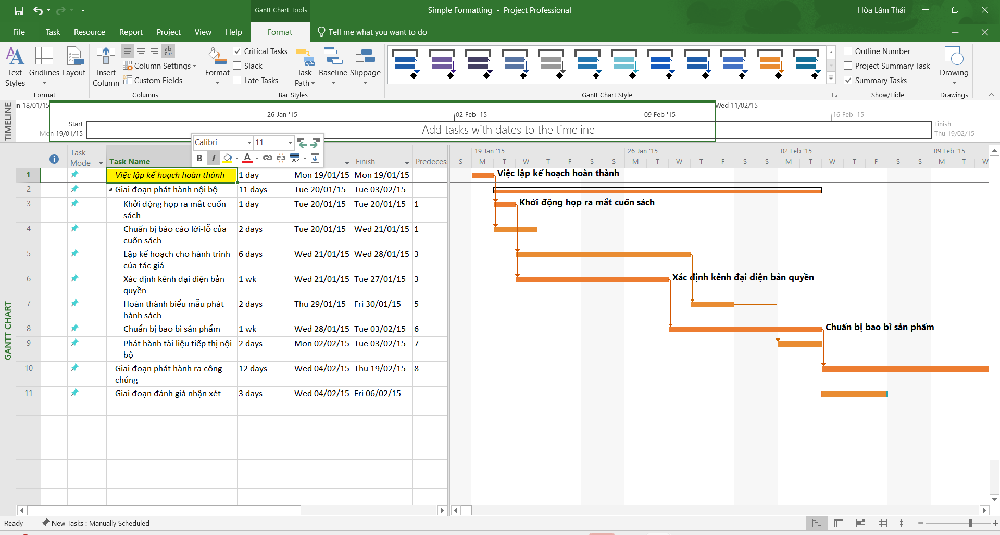 Gantt Chart Tools
Simple Formatting - Project Professional
Hòa Lâm Thái
File Task Resource Report Project View Help Format Tell me what you want to do
Text Styles
Gridlines
Layout
Format
Insert Column
Column Settings
Custom Fields
Columns
Format
Critical Tasks
Slack
Late Tasks
Task Path
Baseline
Slippage
Bar Styles
Gantt Chart Style
Outline Number
Project Summary Task
Summary Tasks
Show/Hide
Drawing
Drawings
TIMELINE
n 18/01/15
26 Jan '15
02 Feb '15
09 Feb '15
Wed 11/02/15
16 Feb '15
Start
Mon 19/01/15
Add tasks with dates to the timeline
Finish
Thu 19/02/15
Calibri 11
B I A 100%
GANTT CHART
Task Mode
Task Name
Finish
Predecess
19 Jan '15 26 Jan '15 02 Feb '15 09 Feb '15
S M T W T F S S M T W T F S S M T W T F S S M T W
1 Việc lập kế hoạch hoàn thành 1 day Mon 19/01/15 Mon 19/01/15
2 Giai đoạn phát hành nội bộ 11 days Tue 20/01/15 Tue 03/02/15
3 Khởi động họp ra mắt cuốn sách 1 day Tue 20/01/15 Tue 20/01/15 1
4 Chuẩn bị báo cáo lời-lỗ của cuốn sách 2 days Tue 20/01/15 Wed 21/01/15 1
5 Lập kế hoạch cho hành trình của tác giả 6 days Wed 21/01/15 Wed 28/01/15 3
6 Xác định kênh đại diện bản quyền 1 wk Wed 21/01/15 Tue 27/01/15 3
7 Hoàn thành biểu mẫu phát hành sách 2 days Thu 29/01/15 Fri 30/01/15 5
8 Chuẩn bị bao bì sản phẩm 1 wk Wed 28/01/15 Tue 03/02/15 6
9 Phát hành tài liệu tiếp thị nội bộ 2 days Mon 02/02/15 Tue 03/02/15 7
10 Giai đoạn phát hành ra công chúng 12 days Wed 04/02/15 Thu 19/02/15 8
11 Giai đoạn đánh giá nhận xét 3 days Wed 04/02/15 Fri 06/02/15
Việc lập kế hoạch hoàn thành
Khởi động họp ra mắt cuốn sách
Xác định kênh đại diện bản quyền
Chuẩn bị bao bì sản phẩm
Ready
New Tasks : Manually Scheduled